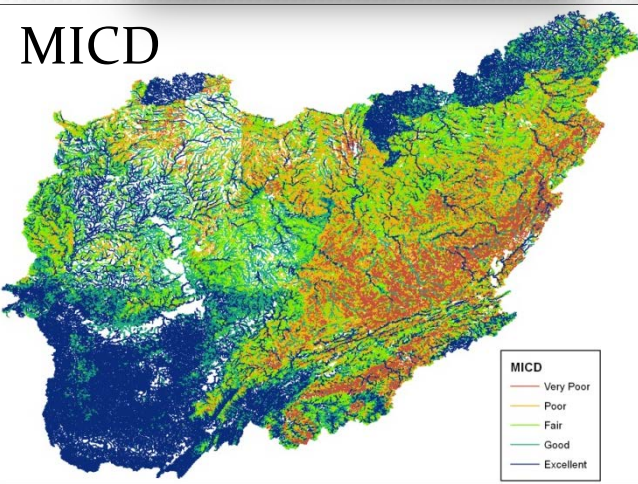 MICD
MICD
Very Poor
Poor
Fair
Good
Excellent